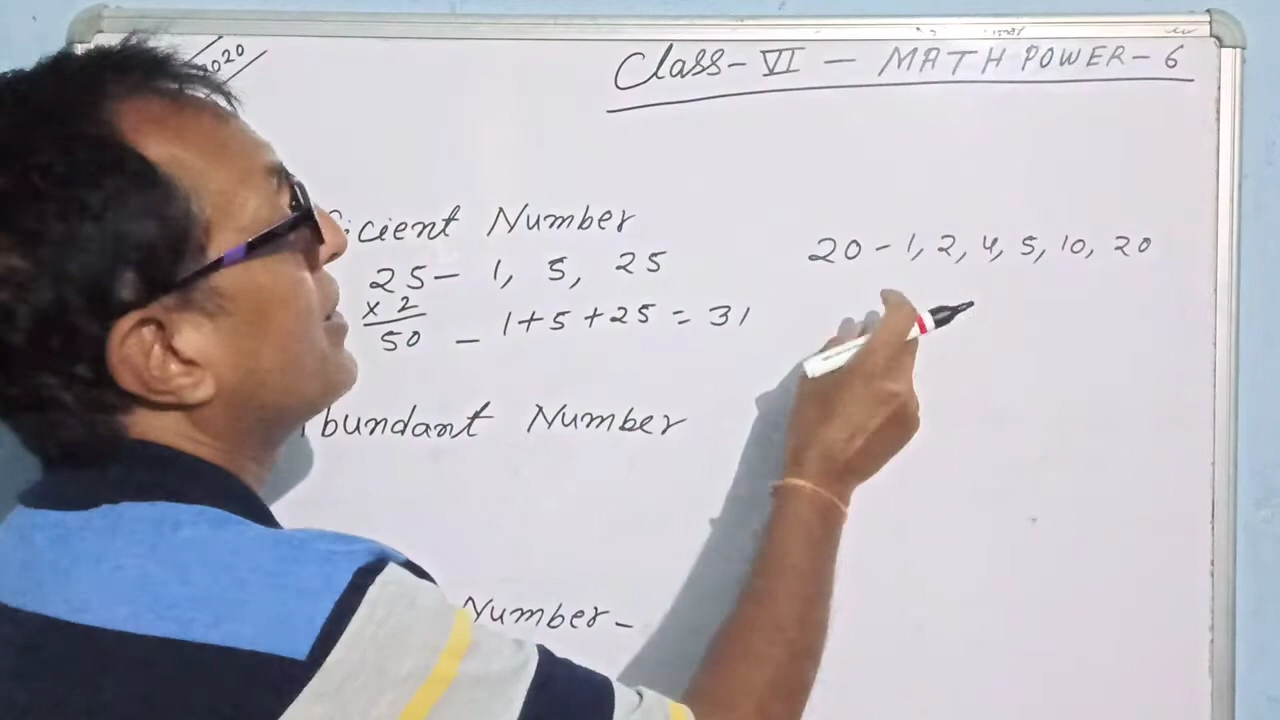 2020
Class-VI - MATH POWER-6
Number
25- 1, 5, 25
x 2
50 - 1+5+25 = 31
20 - 1, 2, 4, 5, 10, 20
bundant Number
Number-